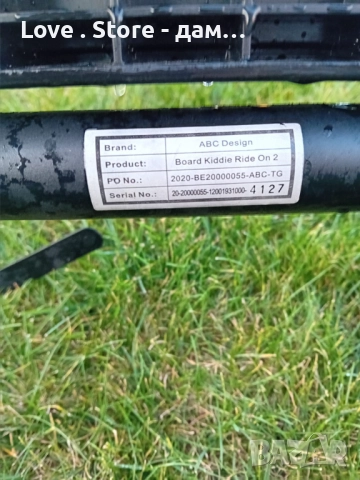 Love . Store - дам...
Brand: ABC Design
Product: Board Kiddie Ride On 2
PO No.: 2020-BE20000055-ABC-TG
Serial No.: 20-20000055-12001931000- 4127
BAZAR